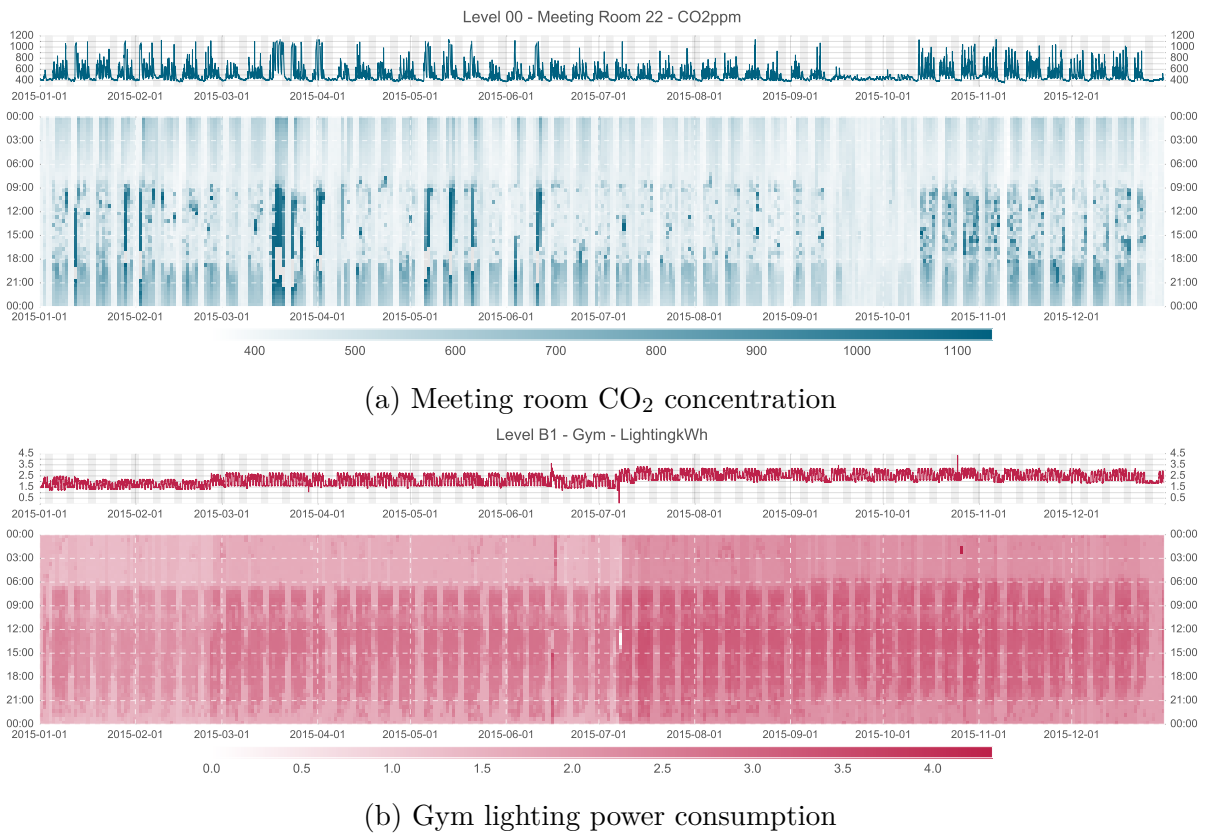 Level 00 - Meeting Room 22 - CO2ppm
1200 1200
1000 1000
800 800
600 600
400 400
2015-01-01 2015-02-01 2015-03-01 2015-04-01 2015-05-01 2015-06-01 2015-07-01 2015-08-01 2015-09-01 2015-10-01 2015-11-01 2015-12-01
00:00 00:00
03:00 03:00
06:00 06:00
09:00 09:00
12:00 12:00
15:00 15:00
18:00 18:00
21:00 21:00
00:00 00:00
2015-01-01 2015-02-01 2015-03-01 2015-04-01 2015-05-01 2015-06-01 2015-07-01 2015-08-01 2015-09-01 2015-10-01 2015-11-01 2015-12-01
400 500 600 700 800 900 1000 1100
(a) Meeting room CO₂ concentration
Level B1 - Gym - LightingkWh
4.5 4.5
3.5 3.5
2.5 2.5
1.5 1.5
0.5 0.5
2015-01-01 2015-02-01 2015-03-01 2015-04-01 2015-05-01 2015-06-01 2015-07-01 2015-08-01 2015-09-01 2015-10-01 2015-11-01 2015-12-01
00:00 00:00
03:00 03:00
06:00 06:00
09:00 09:00
12:00 12:00
15:00 15:00
18:00 18:00
21:00 21:00
00:00 00:00
2015-01-01 2015-02-01 2015-03-01 2015-04-01 2015-05-01 2015-06-01 2015-07-01 2015-08-01 2015-09-01 2015-10-01 2015-11-01 2015-12-01
0.0 0.5 1.0 1.5 2.0 2.5 3.0 3.5 4.0
(b) Gym lighting power consumption